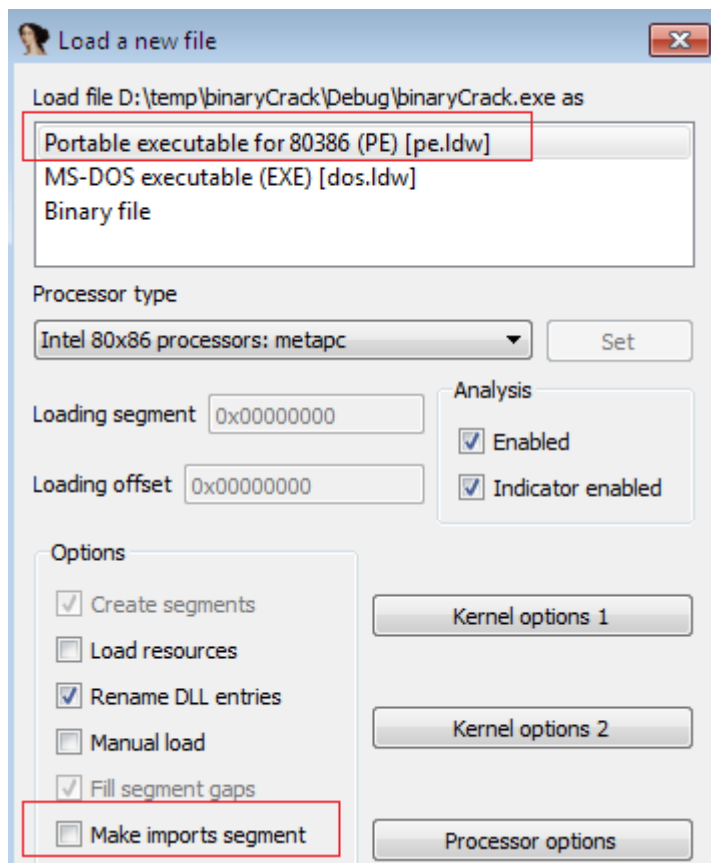 Load a new file
Load file D:\temp\binaryCrack\Debug\binaryCrack.exe as
Portable executable for 80386 (PE) [pe.ldw]
MS-DOS executable (EXE) [dos.ldw]
Binary file
Processor type
Intel 80x86 processors: metapc
Set
Loading segment 0x00000000
Loading offset 0x00000000
Analysis
Enabled
Indicator enabled
Options
Create segments
Load resources
Rename DLL entries
Manual load
Fill segment gaps
Make imports segment
Kernel options 1
Kernel options 2
Processor options